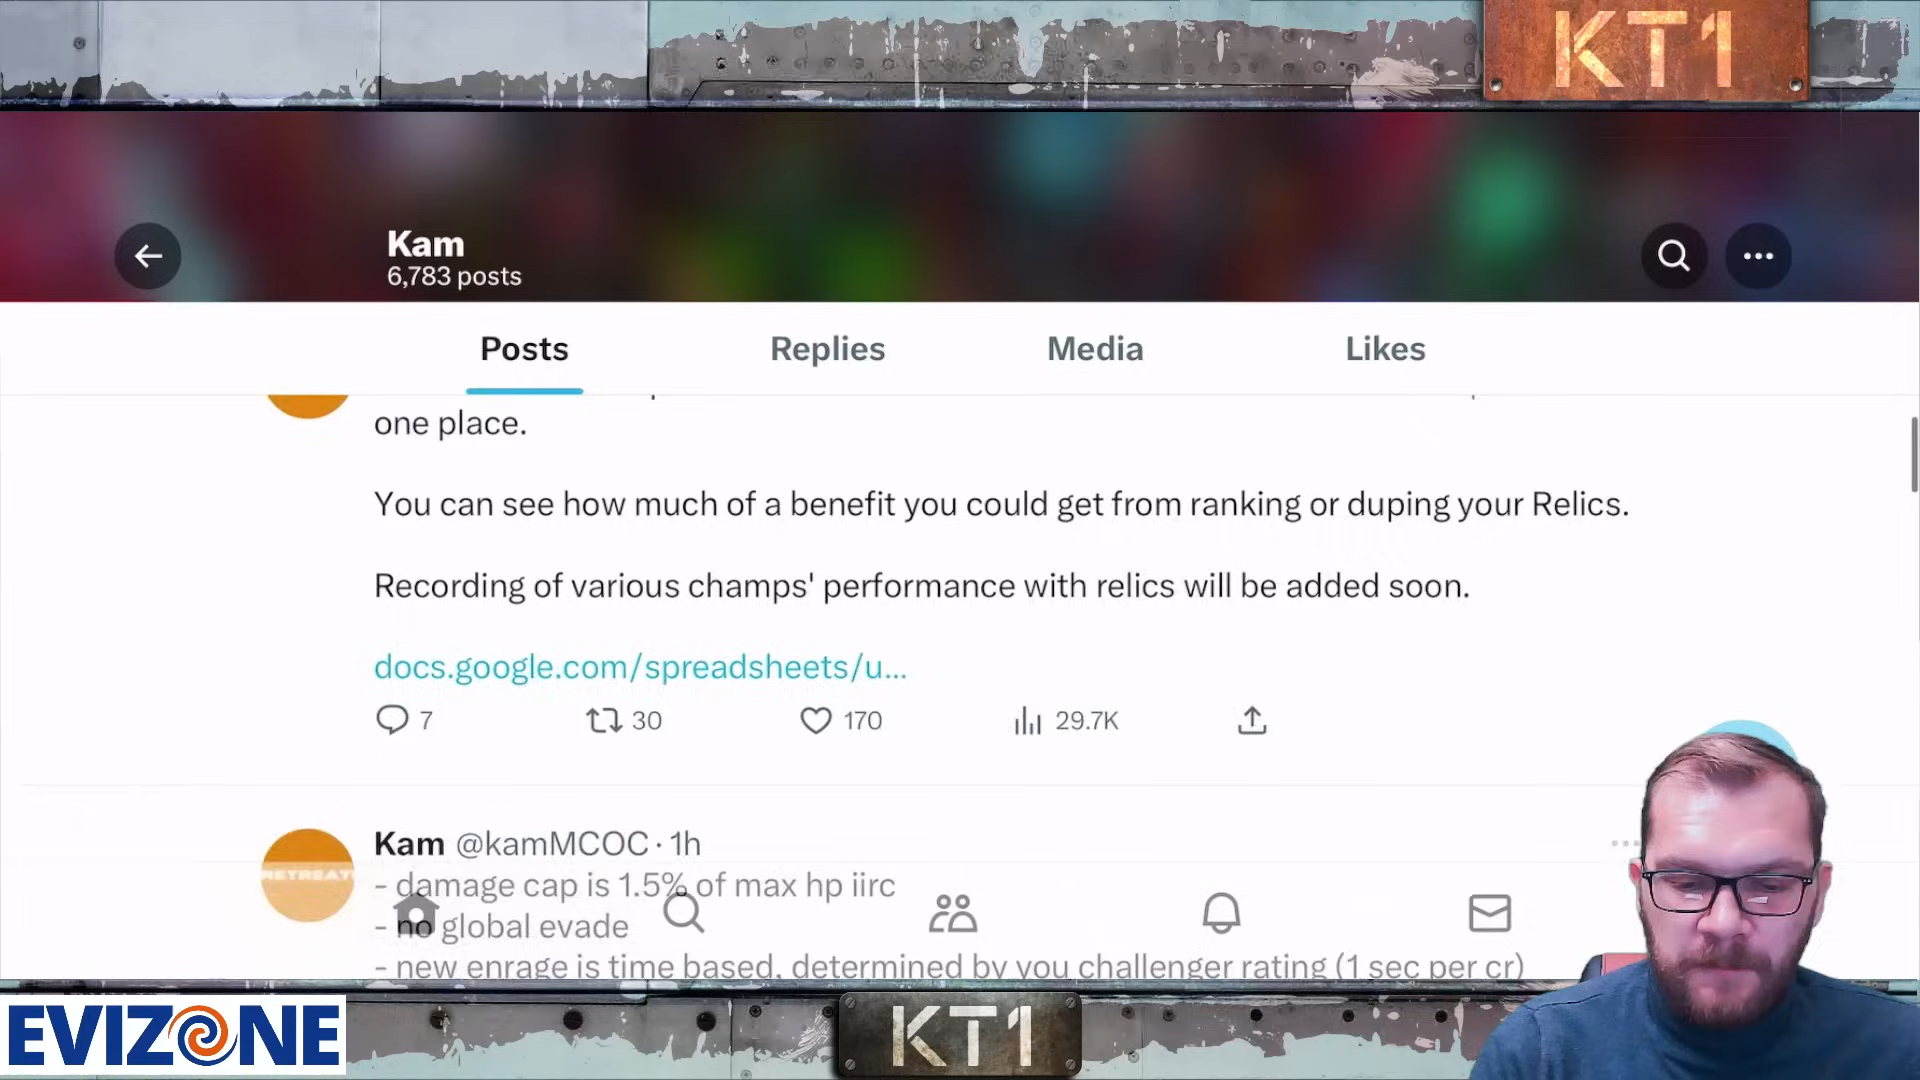 KT1
Kam
6,783 posts
Posts
Replies
Media
Likes
one place.
You can see how much of a benefit you could get from ranking or duping your Relics.
Recording of various champs' performance with relics will be added soon.
docs.google.com/spreadsheets/u...
7
30
170
29.7K
Kam @kamMCOC · 1h
RETREAT
- damage cap is 1.5% of max hp iirc
- no global evade
- new enrage is time based, determined by you challenger rating (1 sec per cr)
EVIZONE
KT1